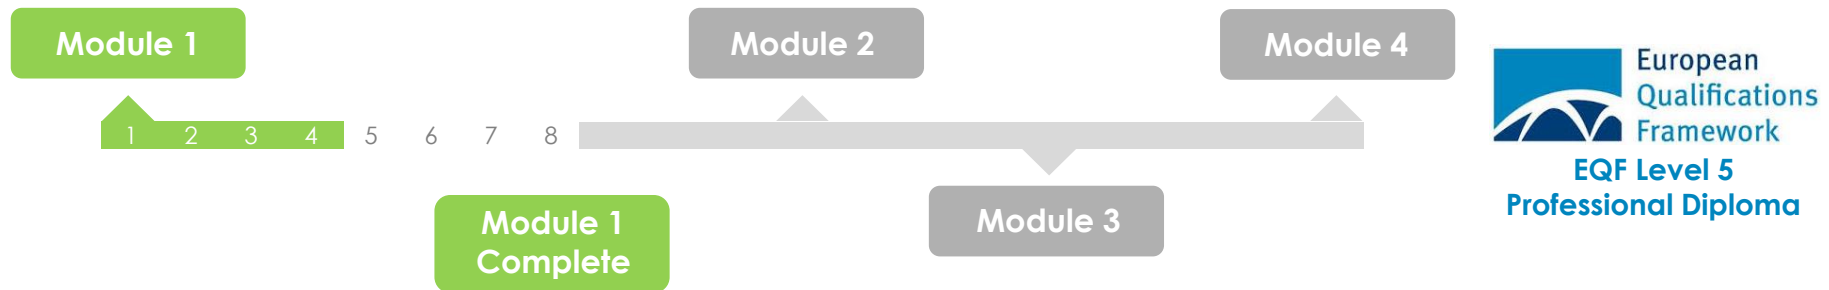 Module 1
Module 2
Module 4
1 2 3 4 5 6 7 8
Module 1
Complete
Module 3
European
Qualifications
Framework
EQF Level 5
Professional Diploma